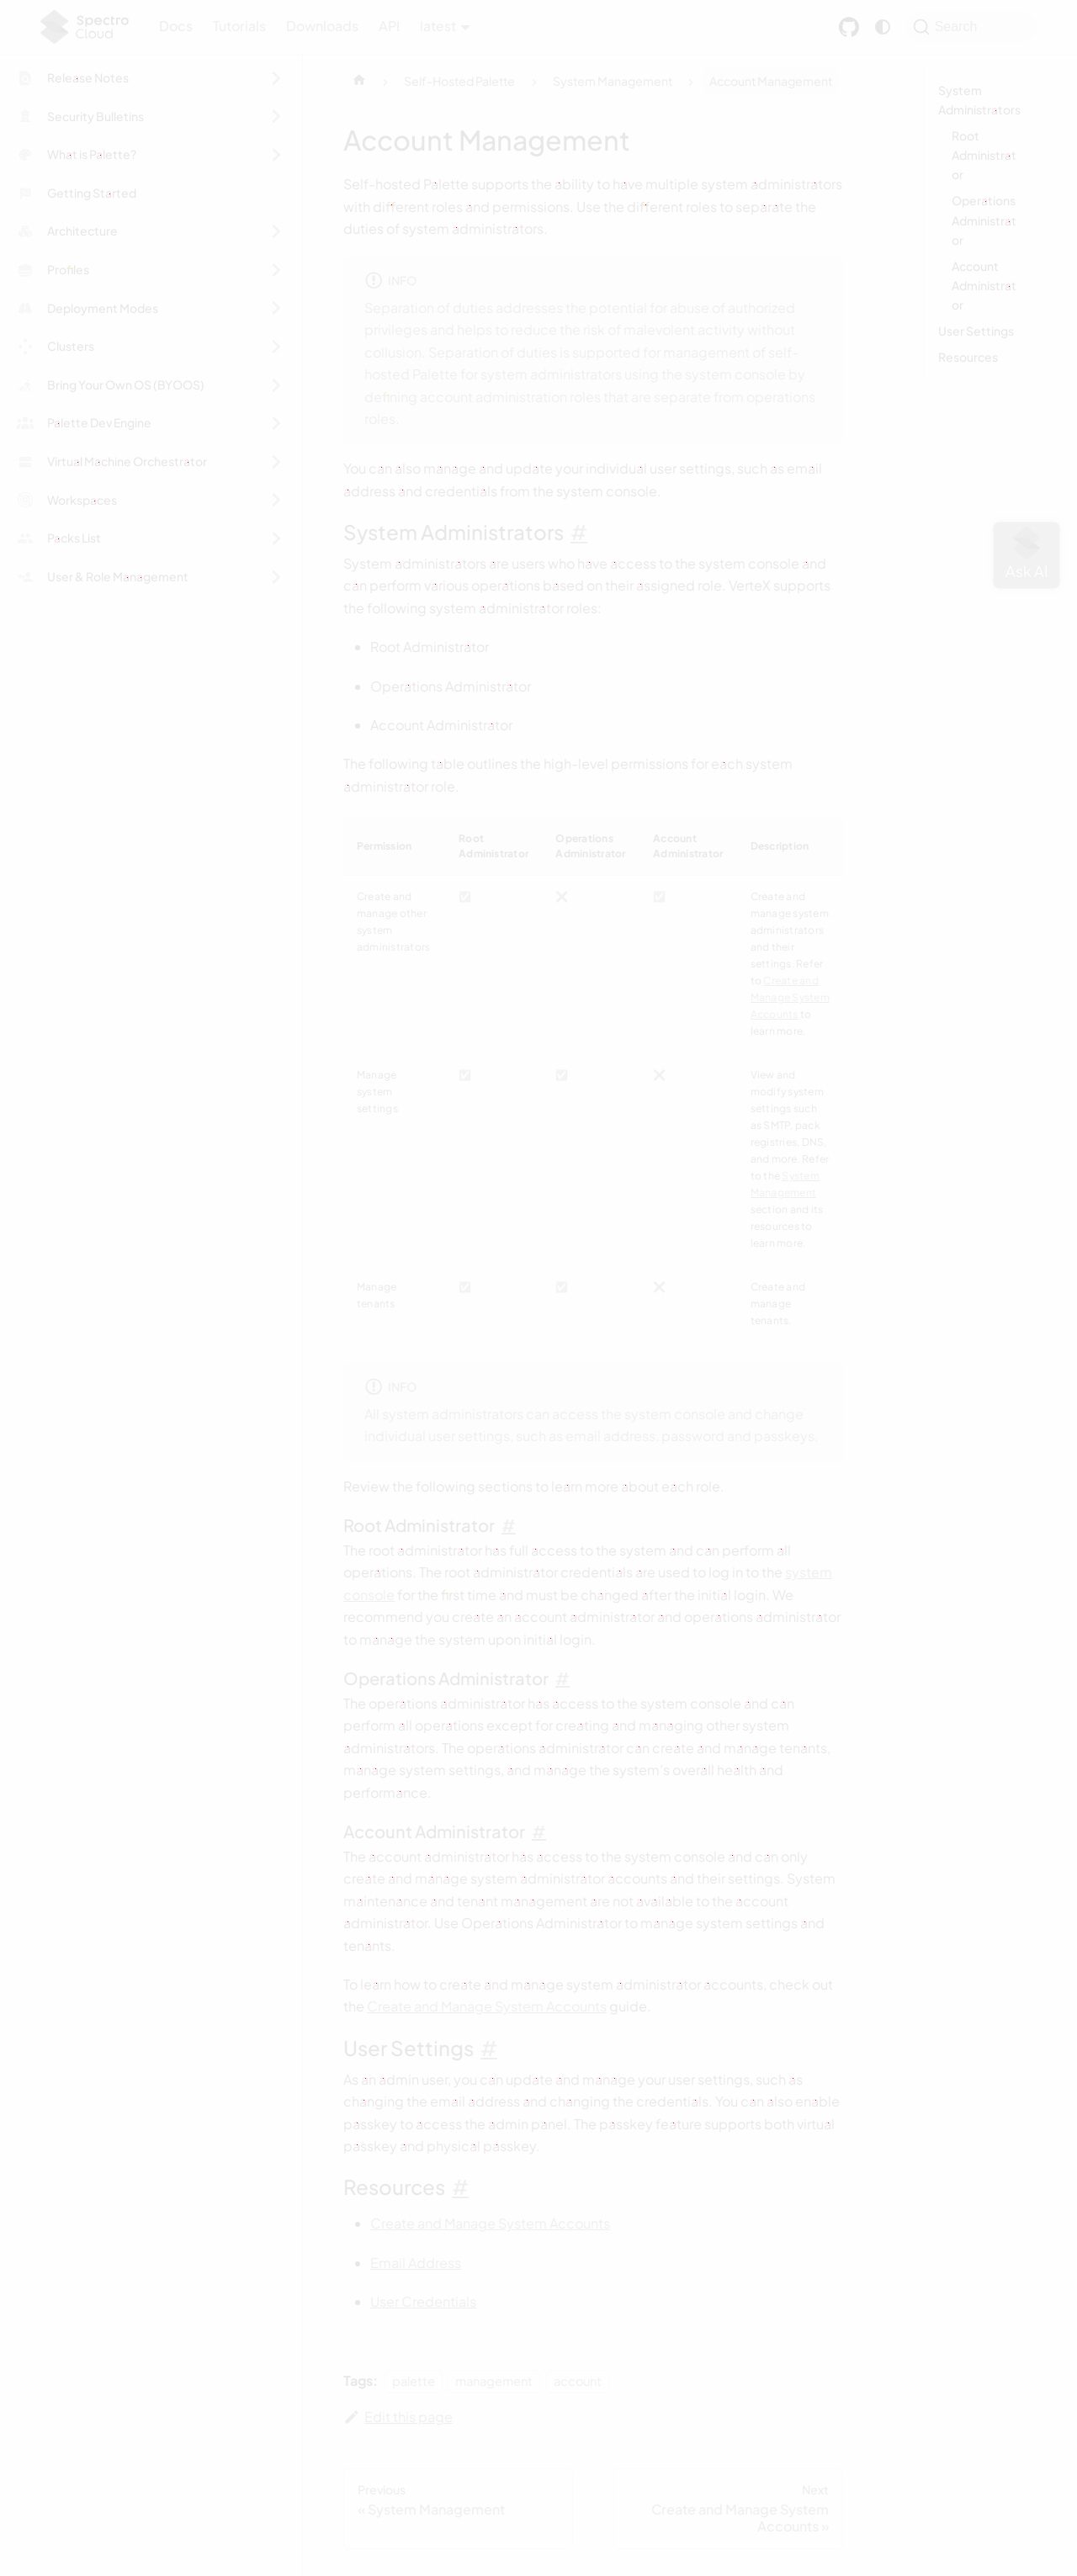 Spectro Cloud
Docs Tutorials Downloads API latest
Search
Release Notes
Security Bulletins
What is Palette?
Getting Started
Architecture
Profiles
Deployment Modes
Clusters
Bring Your Own OS (BYOOS)
Palette Dev Engine
Virtual Machine Orchestrator
Workspaces
Packs List
User & Role Management
Self-Hosted Palette > System Management > Account Management
Account Management
Self-hosted Palette supports the ability to have multiple system administrators
with different roles and permissions. Use the different roles to separate the
duties of system administrators.
INFO
Separation of duties addresses the potential for abuse of authorized
privileges and helps to reduce the risk of malevolent activity without
collusion. Separation of duties is supported for management of self-
hosted Palette for system administrators using the system console by
defining account administration roles that are separate from operations
roles.
You can also manage and update your individual user settings, such as email
address and credentials from the system console.
System Administrators #
System administrators are users who have access to the system console and
can perform various operations based on their assigned role. VerteX supports
the following system administrator roles:
Root Administrator
Operations Administrator
Account Administrator
The following table outlines the high-level permissions for each system
administrator role.
Permission
Root
Administrator
Operations
Administrator
Account
Administrator
Description
Create and
manage other
system
administrators
✅ ❌ ✅
Create and
manage system
administrators
and their
settings. Refer
to Create and
Manage System
Accounts to
learn more.
Manage
system
settings
✅ ✅ ❌
View and
modify system
settings such
as SMTP, pack
registries, DNS,
and more. Refer
to the System
Management
section and its
resources to
learn more.
Manage
tenants
✅ ✅ ❌
Create and
manage
tenants.
INFO
All system administrators can access the system console and change
individual user settings, such as email address, password and passkeys.
Review the following sections to learn more about each role.
Root Administrator #
The root administrator has full access to the system and can perform all
operations. The root administrator credentials are used to log in to the system
console for the first time and must be changed after the initial login. We
recommend you create an account administrator and operations administrator
to manage the system upon initial login.
Operations Administrator #
The operations administrator has access to the system console and can
perform all operations except for creating and managing other system
administrators. The operations administrator can create and manage tenants,
manage system settings, and manage the system's overall health and
performance.
Account Administrator #
The account administrator has access to the system console and can only
create and manage system administrator accounts and their settings. System
maintenance and tenant management are not available to the account
administrator. Use Operations Administrator to manage system settings and
tenants.
To learn how to create and manage system administrator accounts, check out
the Create and Manage System Accounts guide.
User Settings #
As an admin user, you can update and manage your user settings, such as
changing the email address and changing the credentials. You can also enable
passkey to access the admin panel. The passkey feature supports both virtual
passkey and physical passkey.
Resources #
Create and Manage System Accounts
Email Address
User Credentials
Tags: palette management account
Edit this page
Previous
« System Management
Next
Create and Manage System
Accounts »
System
Administrators
Root
Administrat
or
Operations
Administrat
or
Account
Administrat
or
User Settings
Resources
Ask AI